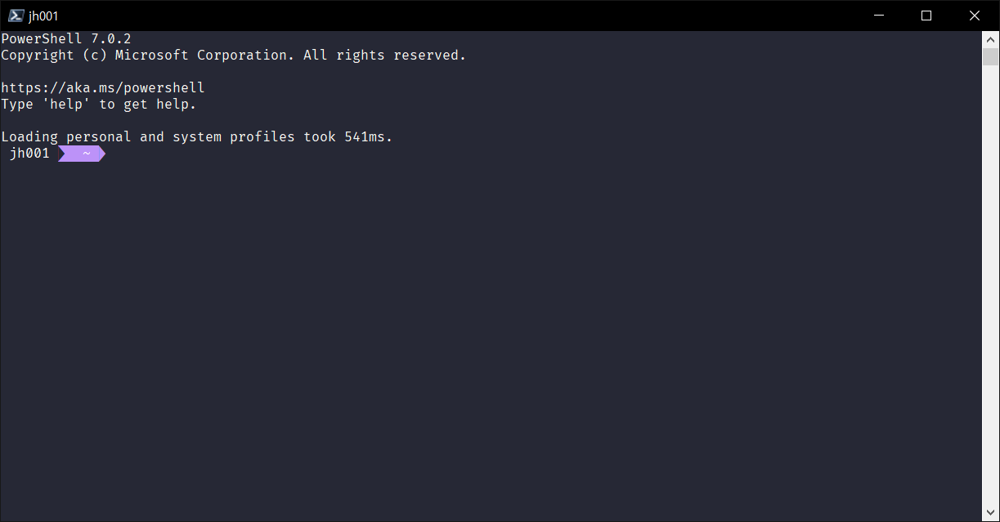 jh001
PowerShell 7.0.2
Copyright (c) Microsoft Corporation. All rights reserved.
https://aka.ms/powershell
Type 'help' to get help.
Loading personal and system profiles took 541ms.
jh001 ~